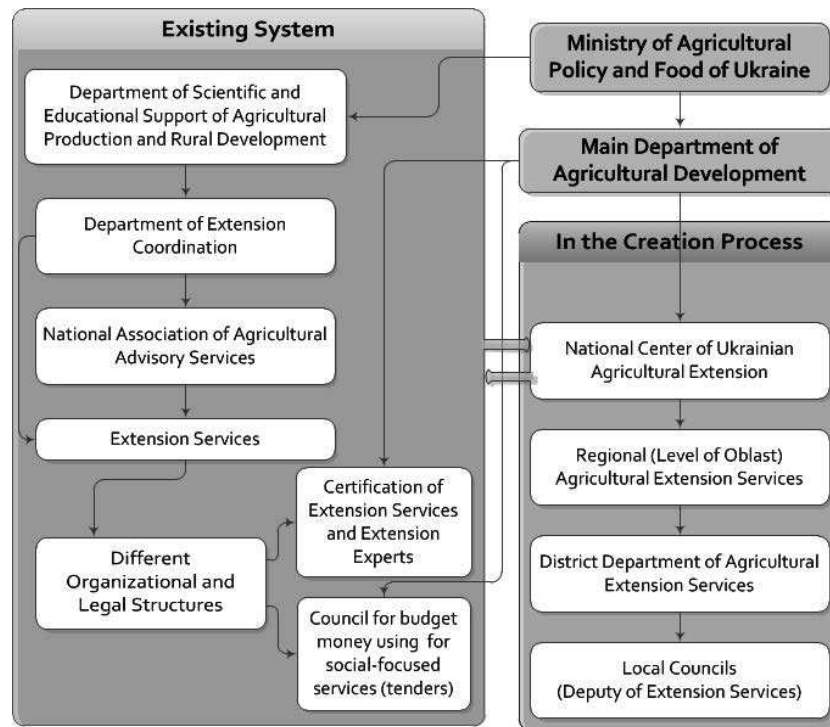 Existing System
Department of Scientific and
Educational Support of Agricultural
Production and Rural Development
Department of Extension
Coordination
National Association of Agricultural
Advisory Services
Extension Services
Different
Organizational and
Legal Structures
Certification of
Extension Services
and Extension
Experts
Council for budget
money using for
social-focused
services (tenders)
Ministry of Agricultural
Policy and Food of Ukraine
Main Department of
Agricultural Development
In the Creation Process
National Center of Ukrainian
Agricultural Extension
Regional (Level of Oblast)
Agricultural Extension Services
District Department of Agricultural
Extension Services
Local Councils
(Deputy of Extension Services)